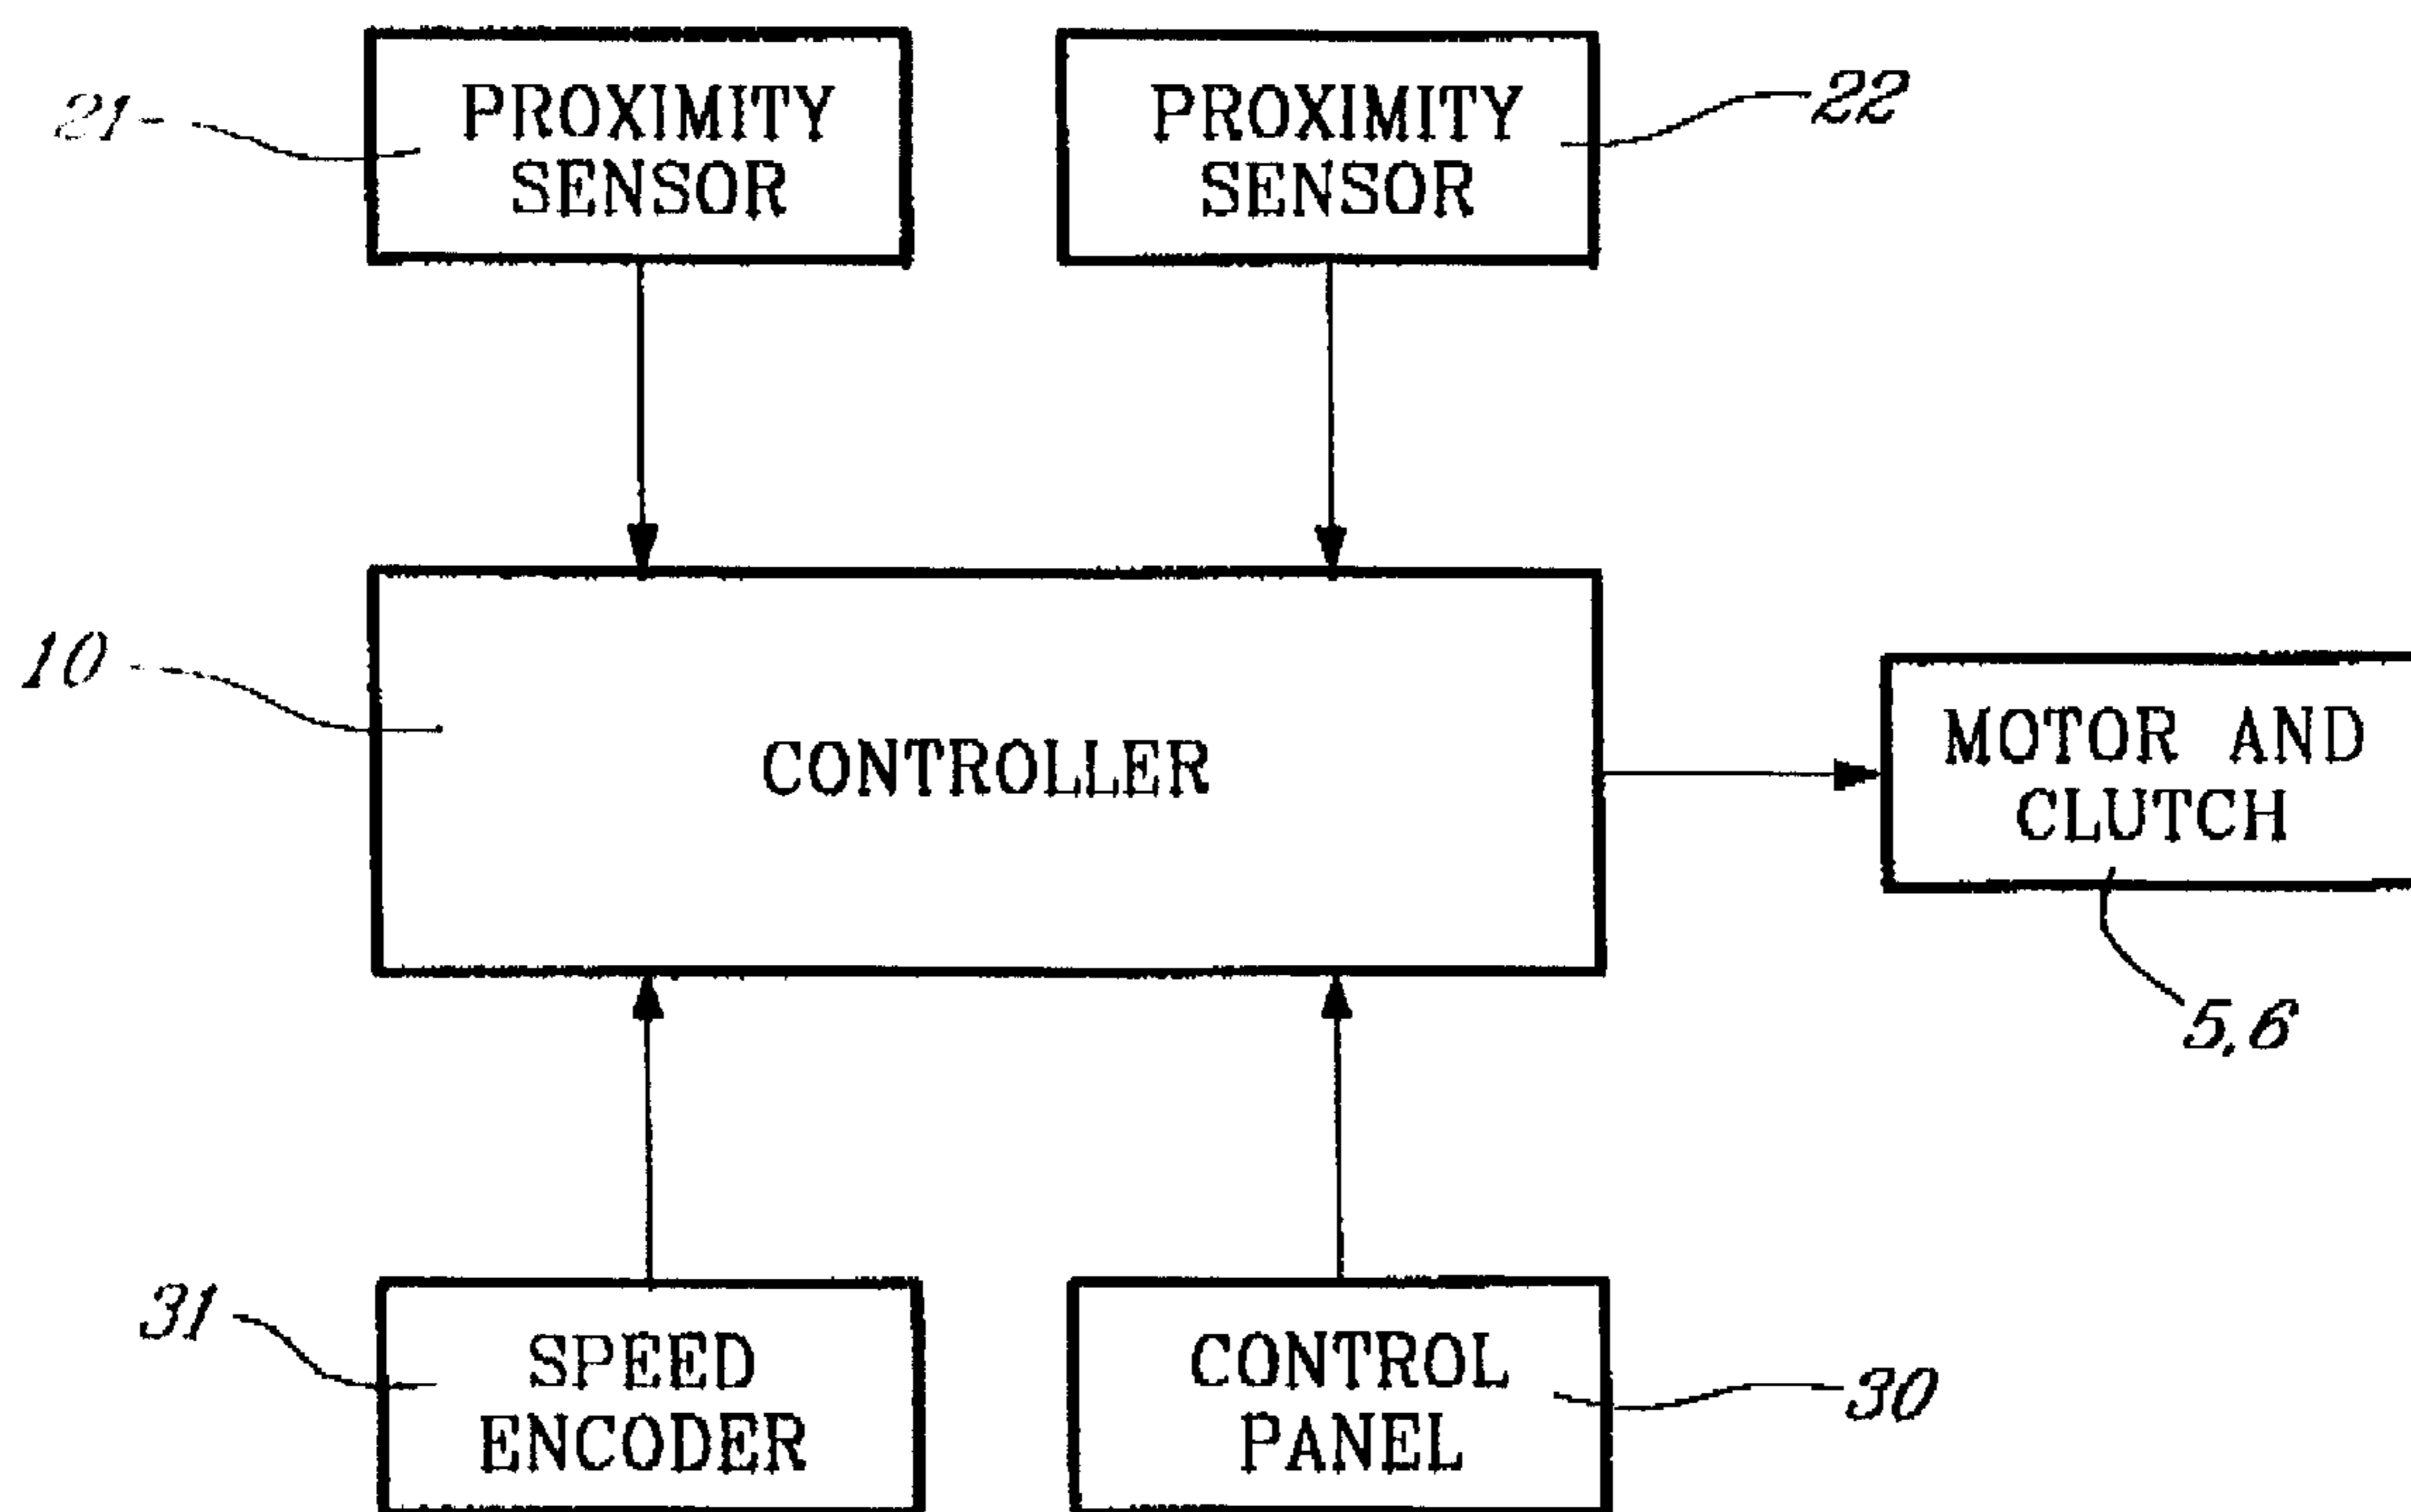 21
PROXIMITY
SENSOR
PROXIMITY
SENSOR
22
10
CONTROLLER
MOTOR AND
CLUTCH
5,6
31
SPEED
ENCODER
CONTROL
PANEL
30